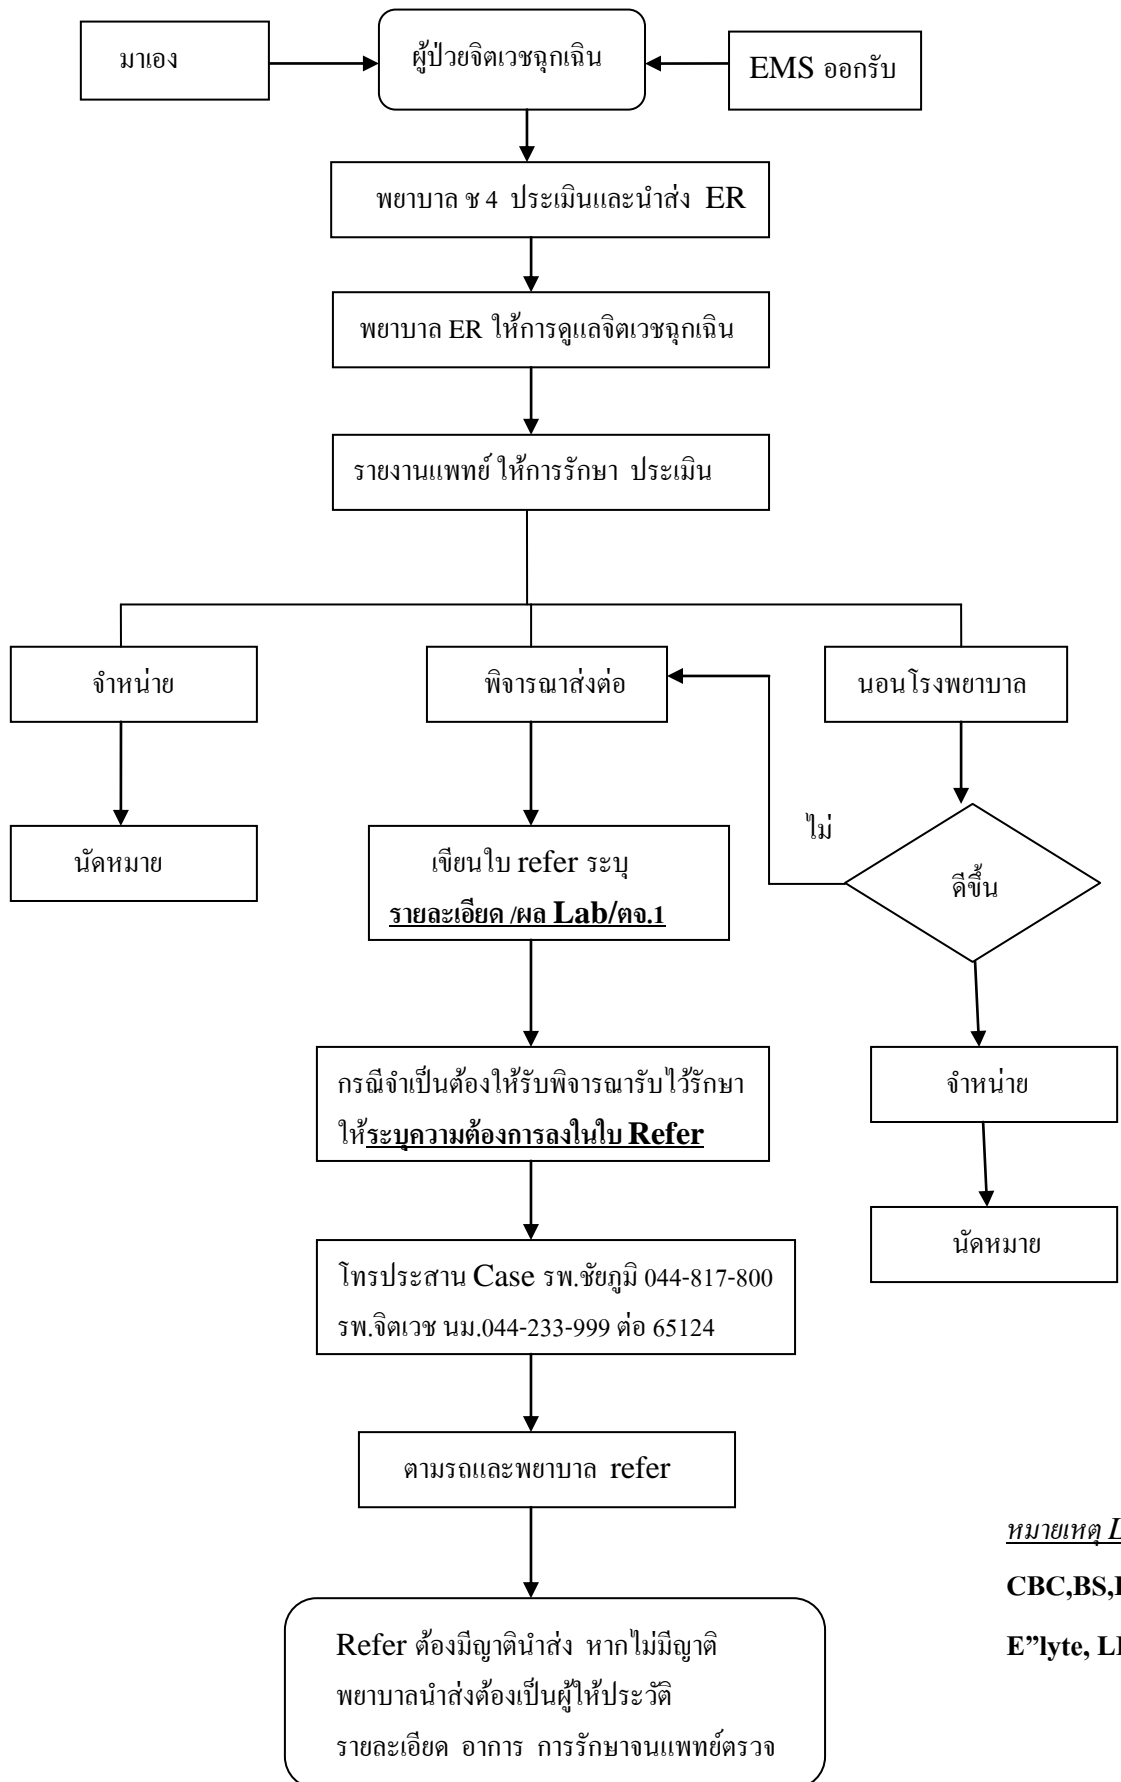 มาเอง
ผู้ป่วยจิตเวชฉุกเฉิน
EMS ออกรับ
พยาบาล ช 4 ประเมินและนำส่ง ER
พยาบาล ER ให้การดูแลจิตเวชฉุกเฉิน
รายงานแพทย์ ให้การรักษา ประเมิน
จำหน่าย
พิจารณาส่งต่อ
นอนโรงพยาบาล
นัดหมาย
เขียนใบ refer ระบุ
รายละเอียด /ผล Lab/ตจ.1
ไม่
ดีขึ้น
กรณีจำเป็นต้องให้รับพิจารณารับไว้รักษา
ให้ระบุความต้องการลงในใบ Refer
จำหน่าย
โทรประสาน Case รพ.ชัยภูมิ 044-817-800
รพ.จิตเวช นม.044-233-999 ต่อ 65124
นัดหมาย
ตามรถและพยาบาล refer
หมายเหตุ
CBC,BS,
E”lyte,
Refer ต้องมีญาตินำส่ง หากไม่มีญาติ
พยาบาลนำส่งต้องเป็นผู้ให้ประวัติ
รายละเอียด อาการ การรักษาจนแพทย์ตรวจ